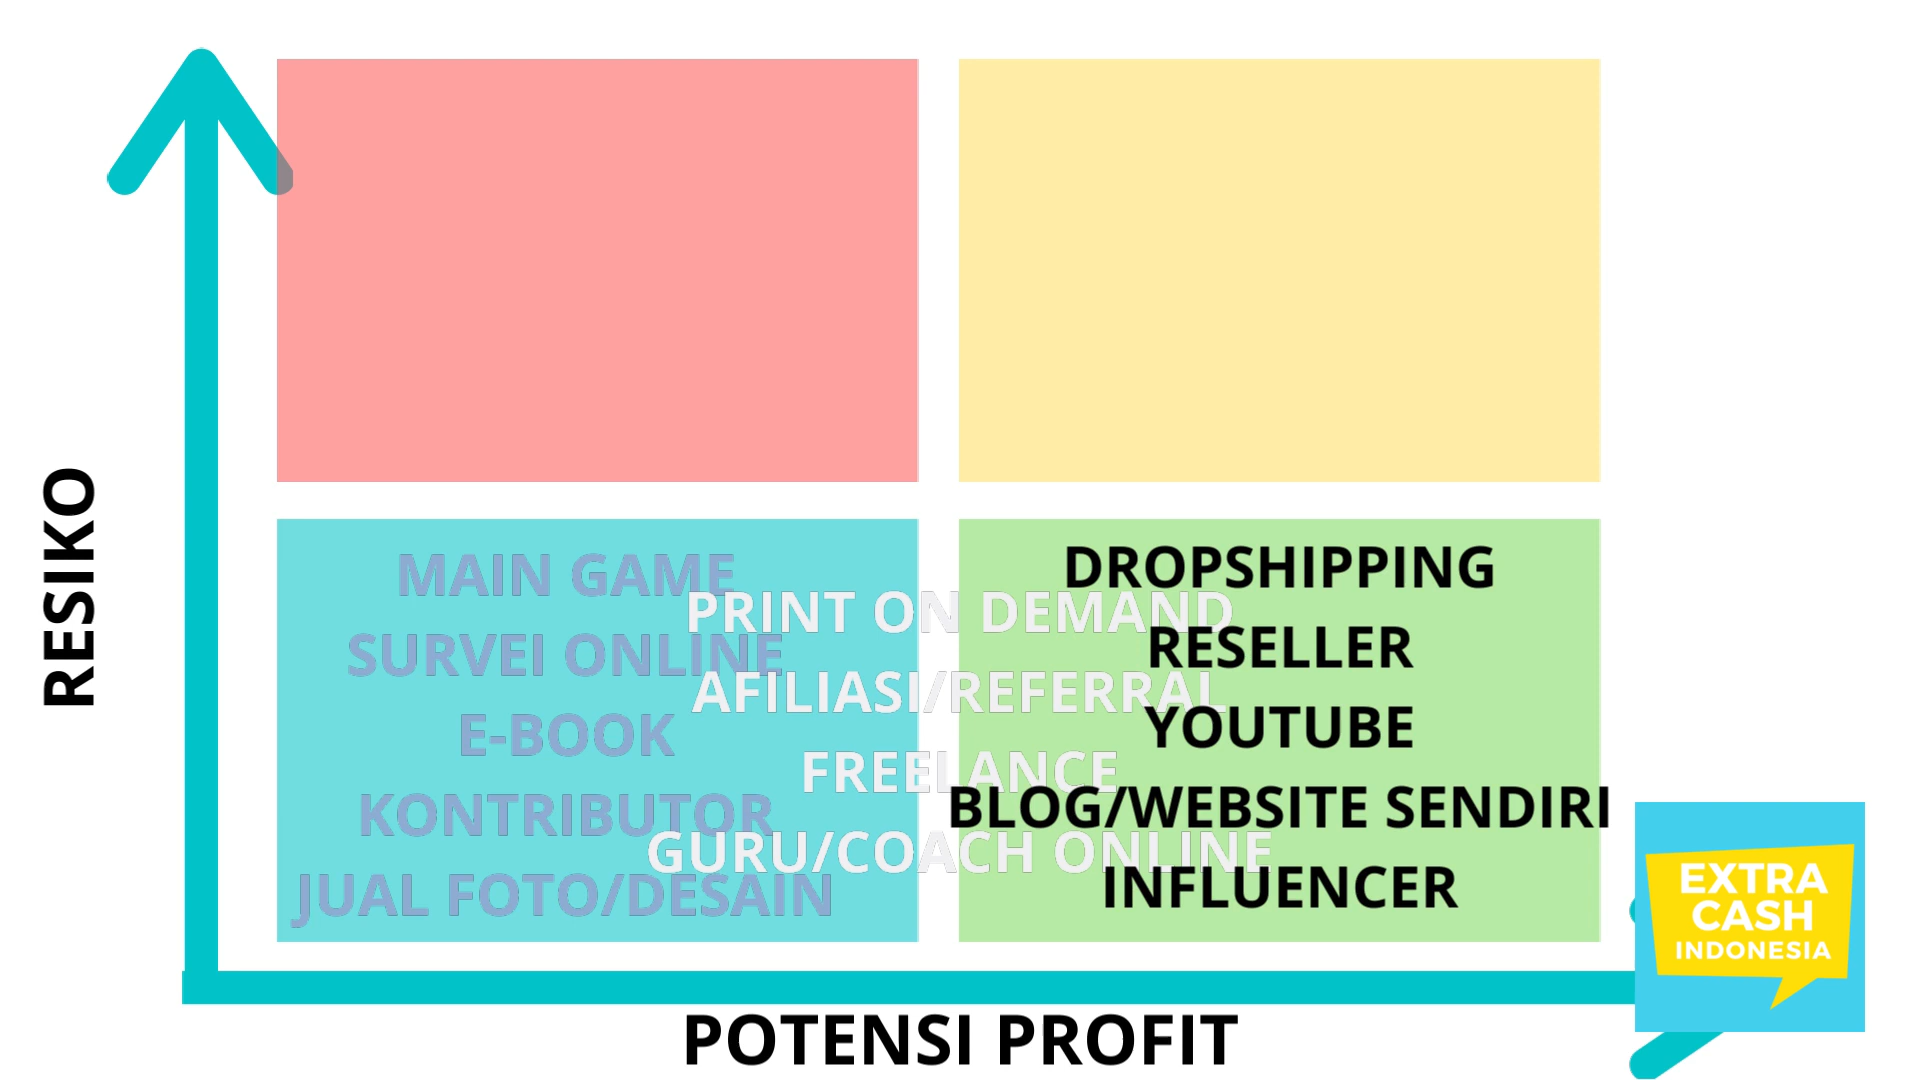 RESIKO
MAIN GAME
SURVEI ONLINE
E-BOOK
KONTRIBUTOR
JUAL FOTO/DESAIN
PRINT ON DEMAND
AFILIASI/REFERRAL
FREELANCE
GURU/COACH ONLINE
DROPSHIPPING
RESELLER
YOUTUBE
BLOG/WEBSITE SENDIRI
INFLUENCER
POTENSI PROFIT
EXTRA
CASH
INDONESIA